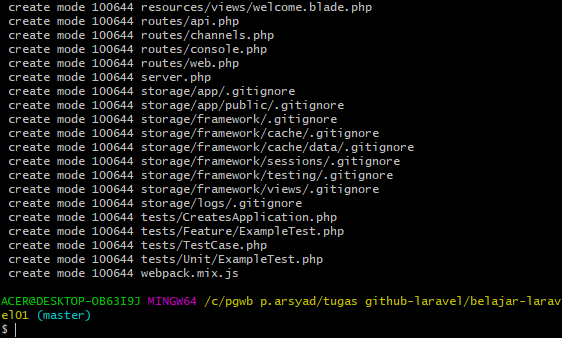 create mode 100644 resources/views/welcome.blade.php
create mode 100644 routes/api.php
create mode 100644 routes/channels.php
create mode 100644 routes/console.php
create mode 100644 routes/web.php
create mode 100644 server.php
create mode 100644 storage/app/.gitignore
create mode 100644 storage/app/public/.gitignore
create mode 100644 storage/framework/.gitignore
create mode 100644 storage/framework/cache/.gitignore
create mode 100644 storage/framework/cache/data/.gitignore
create mode 100644 storage/framework/sessions/.gitignore
create mode 100644 storage/framework/testing/.gitignore
create mode 100644 storage/framework/views/.gitignore
create mode 100644 storage/logs/.gitignore
create mode 100644 tests/CreatesApplication.php
create mode 100644 tests/Feature/ExampleTest.php
create mode 100644 tests/TestCase.php
create mode 100644 tests/Unit/ExampleTest.php
create mode 100644 webpack.mix.js
ACER@DESKTOP-OB63I9J MINGW64 /c/pgwb p.arsyad/tugas github-laravel/belajar-larav
el01 (master)
$